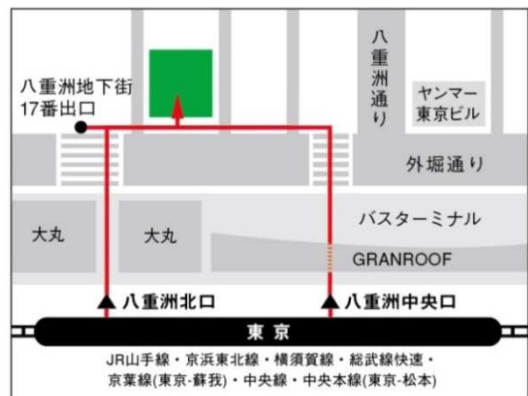 八重洲地下街
17番出口
八重洲通り
ヤンマー
東京ビル
外堀通り
大丸
大丸
バスターミナル
GRANROOF
八重洲北口
八重洲中央口
東京
JR山手線・京浜東北線・横須賀線・総武線快速・
京葉線(東京-蘇我)・中央線・中央本線(東京-松本)